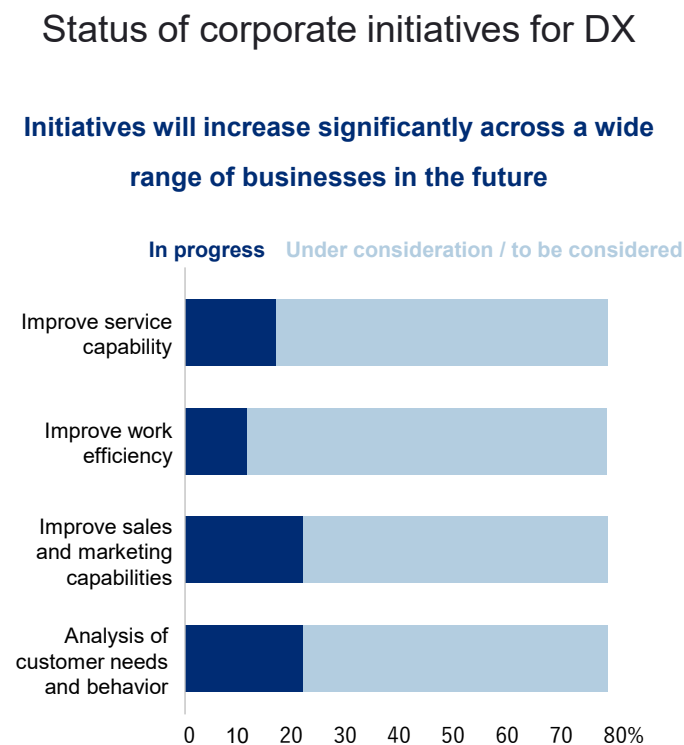 Status of corporate initiatives for DX
Initiatives will increase significantly across a wide
range of businesses in the future
In progress Under consideration / to be considered
Improve service
capability
Improve work
efficiency
Improve sales
and marketing
capabilities
Analysis of
customer needs
and behavior
0 10 20 30 40 50 60 70 80%